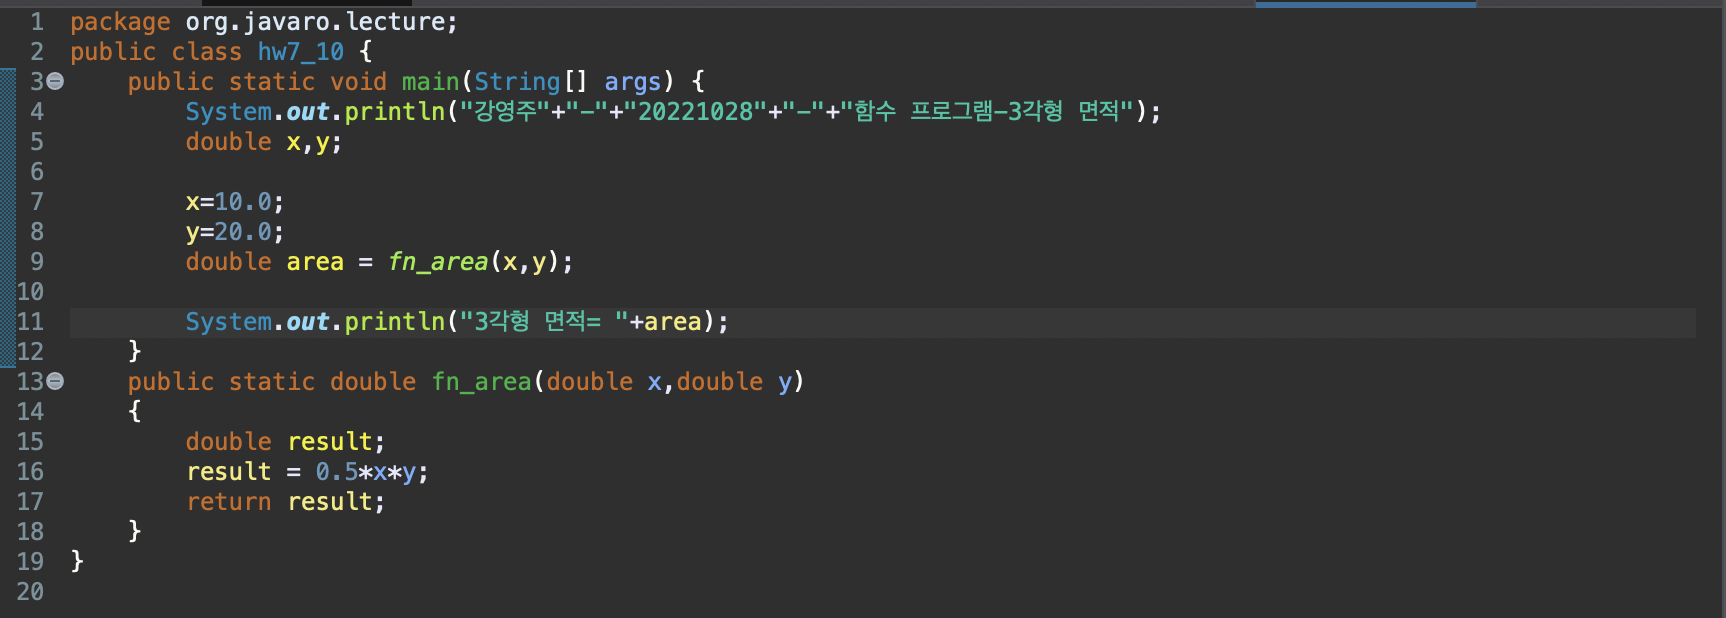 1 package org.javaro.lecture;
2 public class hw7_10 {
3 public static void main(String[] args) {
4 System.out.println("강영주"+"-"+"20221028"+"-"+"함수 프로그램-3각형 면적");
5 double x,y;
6
7 x=10.0;
8 y=20.0;
9 double area = fn_area(x,y);
10
11 System.out.println("3각형 면적= "+area);
12 }
13 public static double fn_area(double x,double y)
14 {
15 double result;
16 result = 0.5*x*y;
17 return result;
18 }
19 }
20